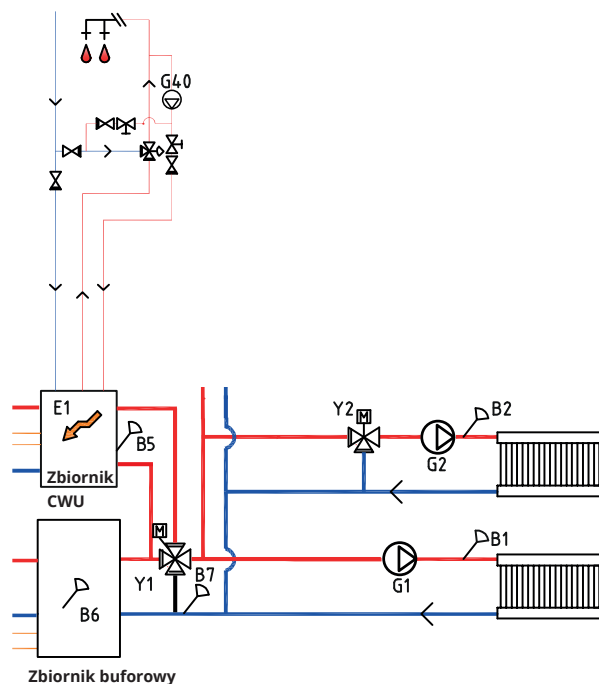 G40
E1
B5
Zbiornik
CWU
Y2
M
B2
G2
M
Y1
B7
B1
G1
B6
Zbiornik buforowy